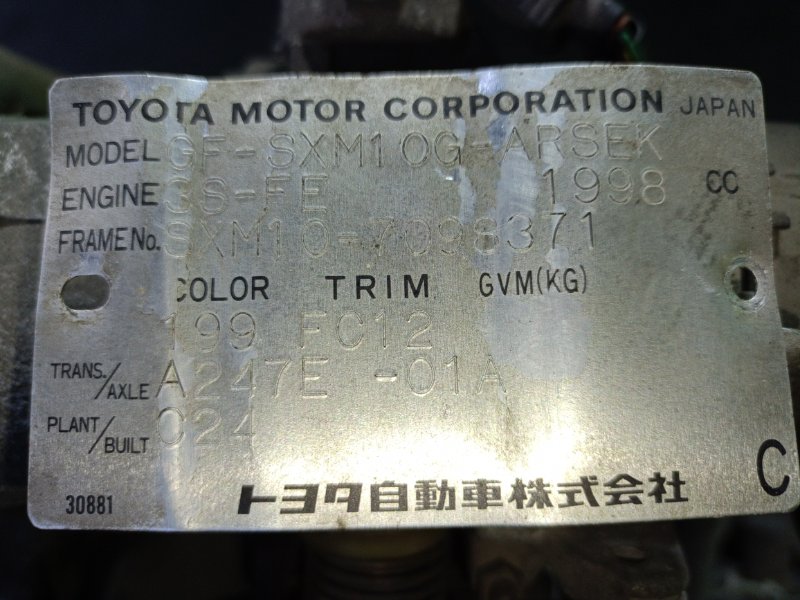 TOYOTA MOTOR CORPORATION JAPAN
MODEL GF-SXM10G-ARSEK
ENGINE 3S-FE 1998 CC
FRAME No. SXM10-7098371
COLOR TRIM GVM(KG)
199 FC12
TRANS./AXLE A247E -01A
PLANT/BUILT 024
C
30881 トヨタ自動車株式会社